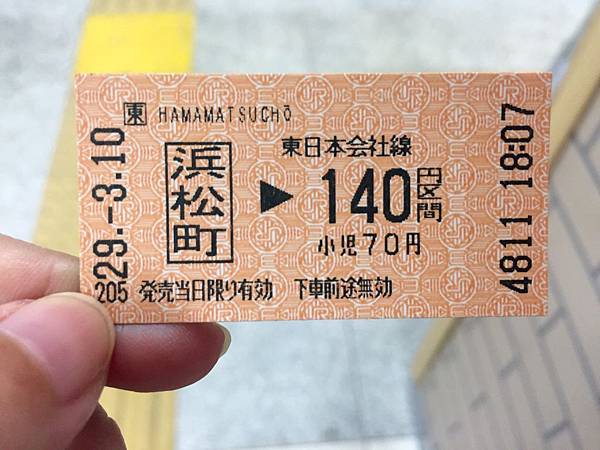 東 HAMAMATSUCHŌ
浜松町
東日本会社線
▶ 140円区間
小児70円
29.-3.10
205 発売当日限り有効 下車前途無効
4811 18:07